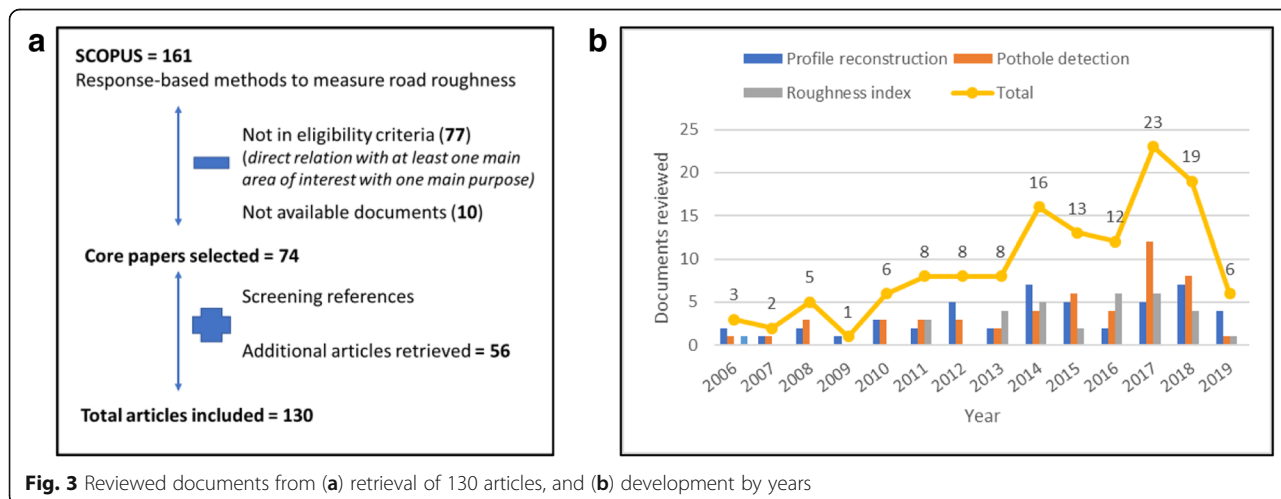 a
SCOPUS = 161
Response-based methods to measure road roughness
Not in eligibility criteria (77)
(direct relation with at least one main
area of interest with one main purpose)
Not available documents (10)
Core papers selected = 74
Screening references
Additional articles retrieved = 56
Total articles included = 130
b
Profile reconstruction
Pothole detection
Roughness index
Total
Documents reviewed
25
20
15
10
5
0
3
2
5
1
6
8
8
8
16
13
12
23
19
6
2006
2007
2008
2009
2010
2011
2012
2013
2014
2015
2016
2017
2018
2019
Year
Fig. 3 Reviewed documents from (a) retrieval of 130 articles, and (b) development by years